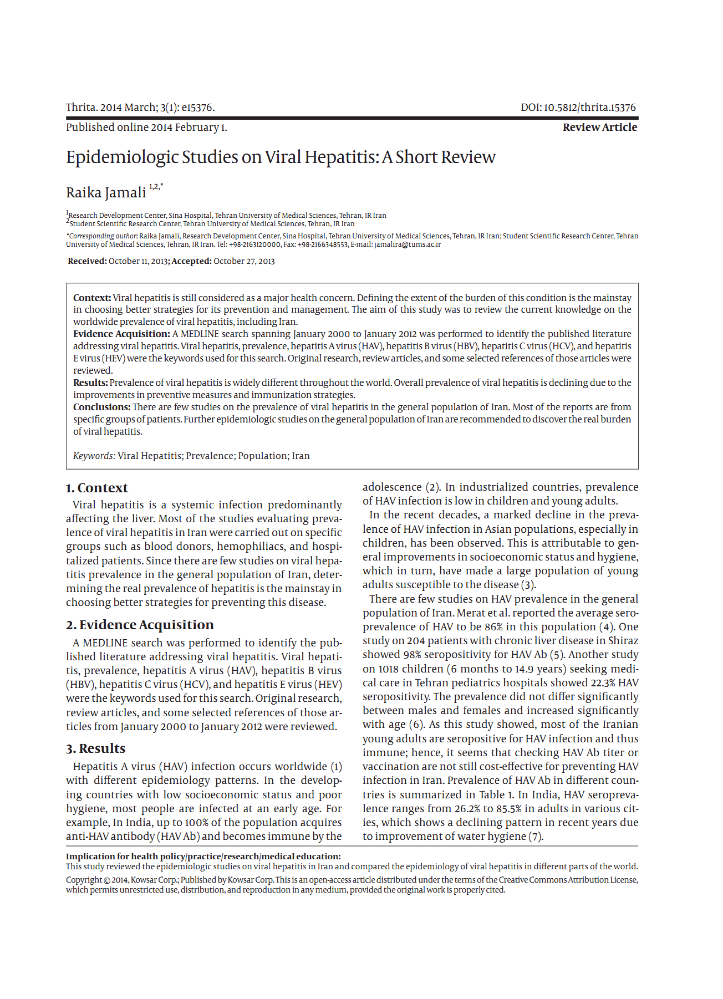 Thrita. 2014 March; 3(1): e15376.
DOI: 10.5812/thrita.15376
Published online 2014 February 1.
Review Article
Epidemiologic Studies on Viral Hepatitis: A Short Review
Raika Jamali 1,2,*
1Research Development Center, Sina Hospital, Tehran University of Medical Sciences, Tehran, IR Iran
2Student Scientific Research Center, Tehran University of Medical Sciences, Tehran, IR Iran
*Corresponding author: Raika Jamali, Research Development Center, Sina Hospital, Tehran University of Medical Sciences, Tehran, IR Iran; Student Scientific Research Center, Tehran
University of Medical Sciences, Tehran, IR Iran. Tel: +98-2163120000, Fax: +98-2166348553, E-mail: jamalira@tums.ac.ir
Received: October 11, 2013; Accepted: October 27, 2013
Context: Viral hepatitis is still considered as a major health concern. Defining the extent of the burden of this condition is the mainstay
in choosing better strategies for its prevention and management. The aim of this study was to review the current knowledge on the
worldwide prevalence of viral hepatitis, including Iran.
Evidence Acquisition: A MEDLINE search spanning January 2000 to January 2012 was performed to identify the published literature
addressing viral hepatitis. Viral hepatitis, prevalence, hepatitis A virus (HAV), hepatitis B virus (HBV), hepatitis C virus (HCV), and hepatitis
E virus (HEV) were the keywords used for this search. Original research, review articles, and some selected references of those articles were
reviewed.
Results: Prevalence of viral hepatitis is widely different throughout the world. Overall prevalence of viral hepatitis is declining due to the
improvements in preventive measures and immunization strategies.
Conclusions: There are few studies on the prevalence of viral hepatitis in the general population of Iran. Most of the reports are from
specific groups of patients. Further epidemiologic studies on the general population of Iran are recommended to discover the real burden
of viral hepatitis.
Keywords: Viral Hepatitis; Prevalence; Population; Iran
1. Context
Viral hepatitis is a systemic infection predominantly
affecting the liver. Most of the studies evaluating preva-
lence of viral hepatitis in Iran were carried out on specific
groups such as blood donors, hemophiliacs, and hospi-
talized patients. Since there are few studies on viral hepa-
titis prevalence in the general population of Iran, deter-
mining the real prevalence of hepatitis is the mainstay in
choosing better strategies for preventing this disease.
2. Evidence Acquisition
A MEDLINE search was performed to identify the pub-
lished literature addressing viral hepatitis. Viral hepati-
tis, prevalence, hepatitis A virus (HAV), hepatitis B virus
(HBV), hepatitis C virus (HCV), and hepatitis E virus (HEV)
were the keywords used for this search. Original research,
review articles, and some selected references of those ar-
ticles from January 2000 to January 2012 were reviewed.
3. Results
Hepatitis A virus (HAV) infection occurs worldwide (1)
with different epidemiology patterns. In the develop-
ing countries with low socioeconomic status and poor
hygiene, most people are infected at an early age. For
example, In India, up to 100% of the population acquires
anti-HAV antibody (HAV Ab) and becomes immune by the
adolescence (2). In industrialized countries, prevalence
of HAV infection is low in children and young adults.
In the recent decades, a marked decline in the preva-
lence of HAV infection in Asian populations, especially in
children, has been observed. This is attributable to gen-
eral improvements in socioeconomic status and hygiene,
which in turn, have made a large population of young
adults susceptible to the disease (3).
There are few studies on HAV prevalence in the general
population of Iran. Merat et al. reported the average sero-
prevalence of HAV to be 86% in this population (4). One
study on 204 patients with chronic liver disease in Shiraz
showed 98% seropositivity for HAV Ab (5). Another study
on 1018 children (6 months to 14.9 years) seeking medi-
cal care in Tehran pediatrics hospitals showed 22.3% HAV
seropositivity. The prevalence did not differ significantly
between males and females and increased significantly
with age (6). As this study showed, most of the Iranian
young adults are seropositive for HAV infection and thus
immune; hence, it seems that checking HAV Ab titer or
vaccination are not still cost-effective for preventing HAV
infection in Iran. Prevalence of HAV Ab in different coun-
tries is summarized in Table 1. In India, HAV seropreva-
lence ranges from 26.2% to 85.5% in adults in various cit-
ies, which shows a declining pattern in recent years due
to improvement of water hygiene (7).
Implication for health policy/practice/research/medical education:
This study reviewed the epidemiologic studies on viral hepatitis in Iran and compared the epidemiology of viral hepatitis in different parts of the world.
Copyright © 2014, Kowsar Corp.; Published by Kowsar Corp. This is an open-access article distributed under the terms of the Creative Commons Attribution License,
which permits unrestricted use, distribution, and reproduction in any medium, provided the original work is properly cited.